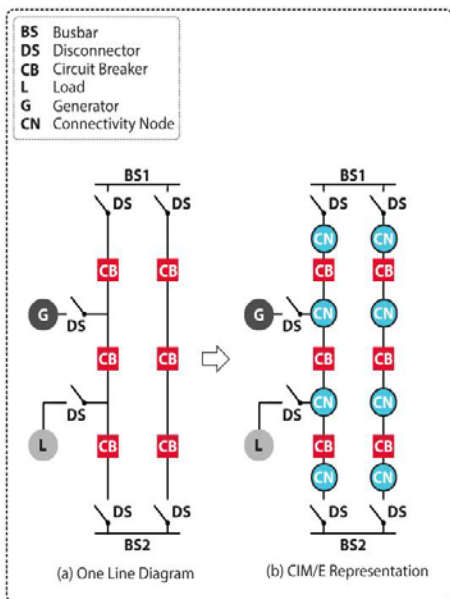 BS Busbar
DS Disconnector
CB Circuit Breaker
L Load
G Generator
CN Connectivity Node
BS1
DS DS
CB CB
G
DS
CB CB
DS
L
CB CB
DS DS
BS2
(a) One Line Diagram
BS1
DS DS
CN CN
CB CB
G
CN CN
DS
CB CB
CN CN
DS
L
CB CB
CN CN
DS DS
BS2
(b) CIM/E Representation